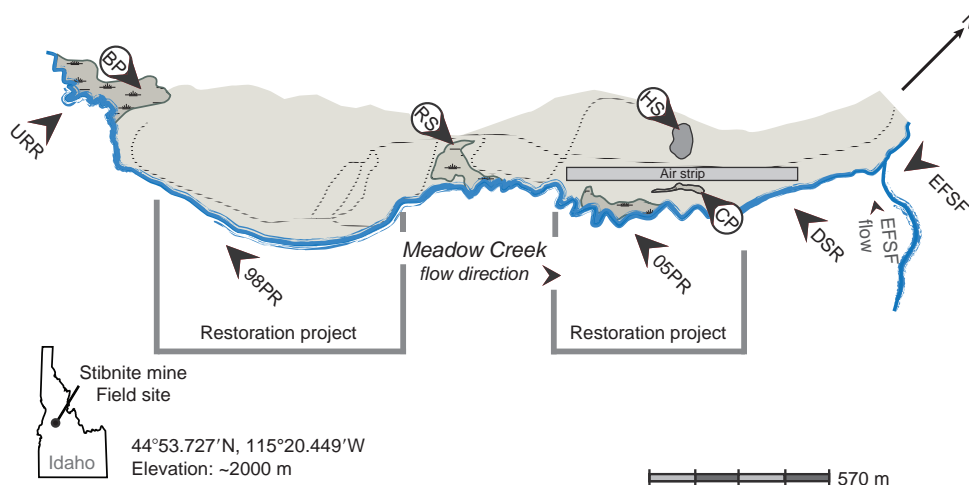 BP
URR
RS
HS
Air strip
CP
EFSF
EFSF
flow
DSR
05PR
98PR
Meadow Creek
flow direction
Restoration project
Restoration project
Stibnite mine
Field site
Idaho
44°53.727′N, 115°20.449′W
Elevation: ~2000 m
570 m